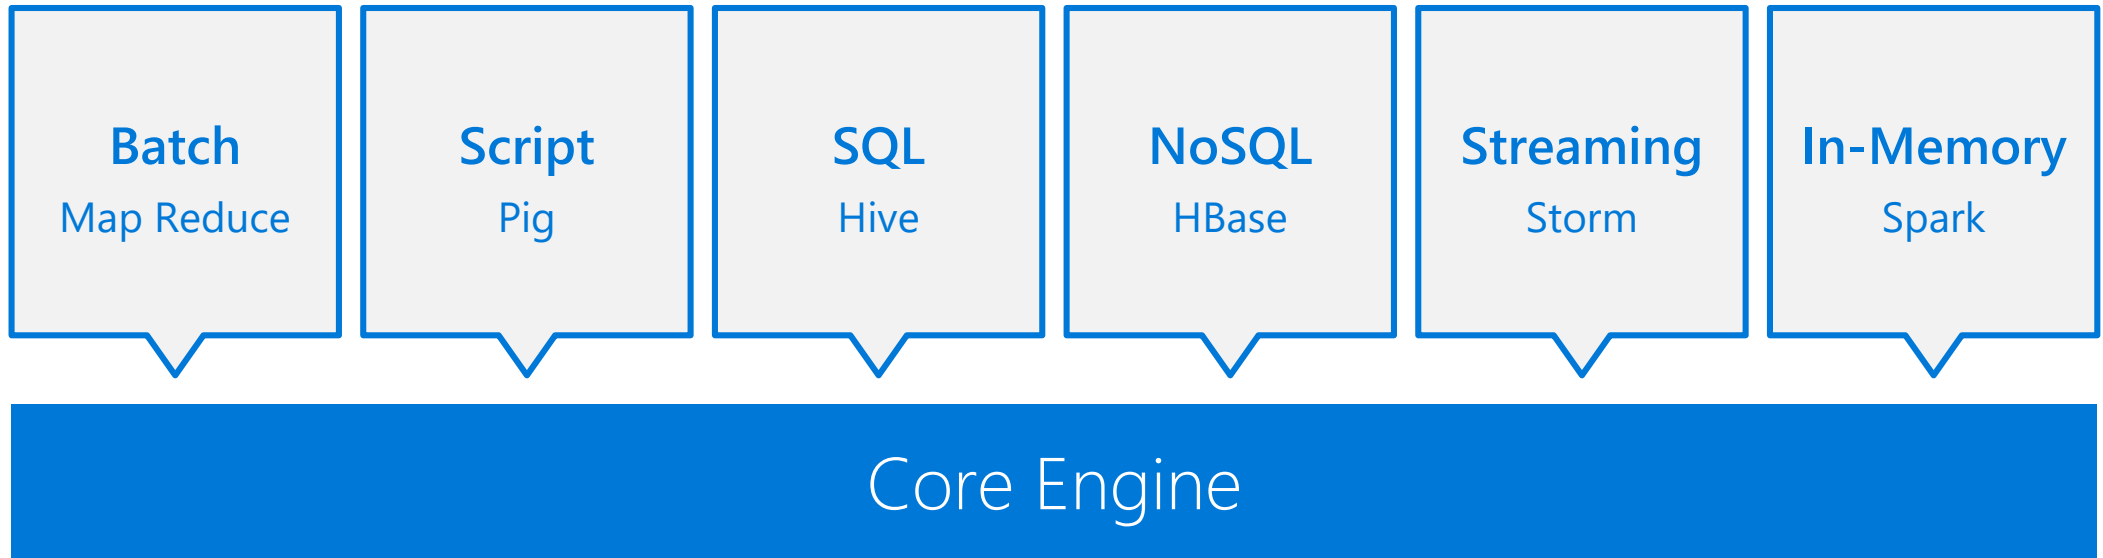 Batch
Map Reduce
Script
Pig
SQL
Hive
NoSQL
HBase
Streaming
Storm
In-Memory
Spark
Core Engine